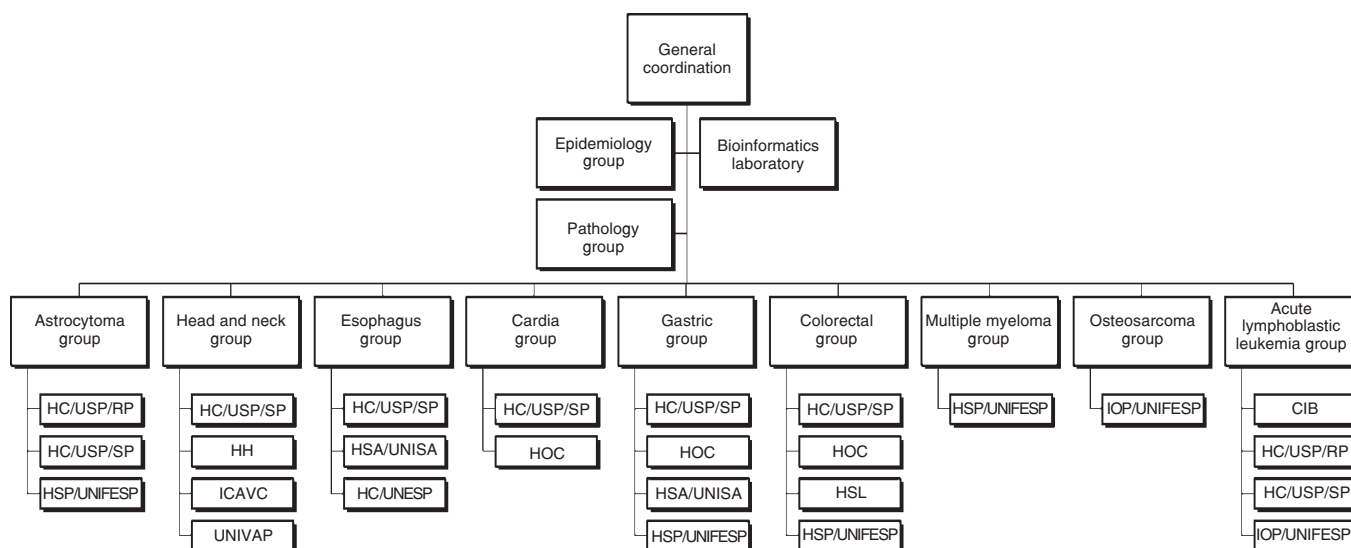 General
coordination
Epidemiology
group
Bioinformatics
laboratory
Pathology
group
Astrocytoma
group
HC/USP/RP
HC/USP/SP
HSP/UNIFESP
Head and neck
group
HC/USP/SP
HH
ICAVC
UNIVAP
Esophagus
group
HC/USP/SP
HSA/UNISA
HC/UNESP
Cardia
group
HC/USP/SP
HOC
Gastric
group
HC/USP/SP
HOC
HSA/UNISA
HSP/UNIFESP
Colorectal
group
HC/USP/SP
HOC
HSL
HSP/UNIFESP
Multiple myeloma
group
HSP/UNIFESP
Osteosarcoma
group
IOP/UNIFESP
Acute
lymphoblastic
leukemia group
CIB
HC/USP/RP
HC/USP/SP
IOP/UNIFESP